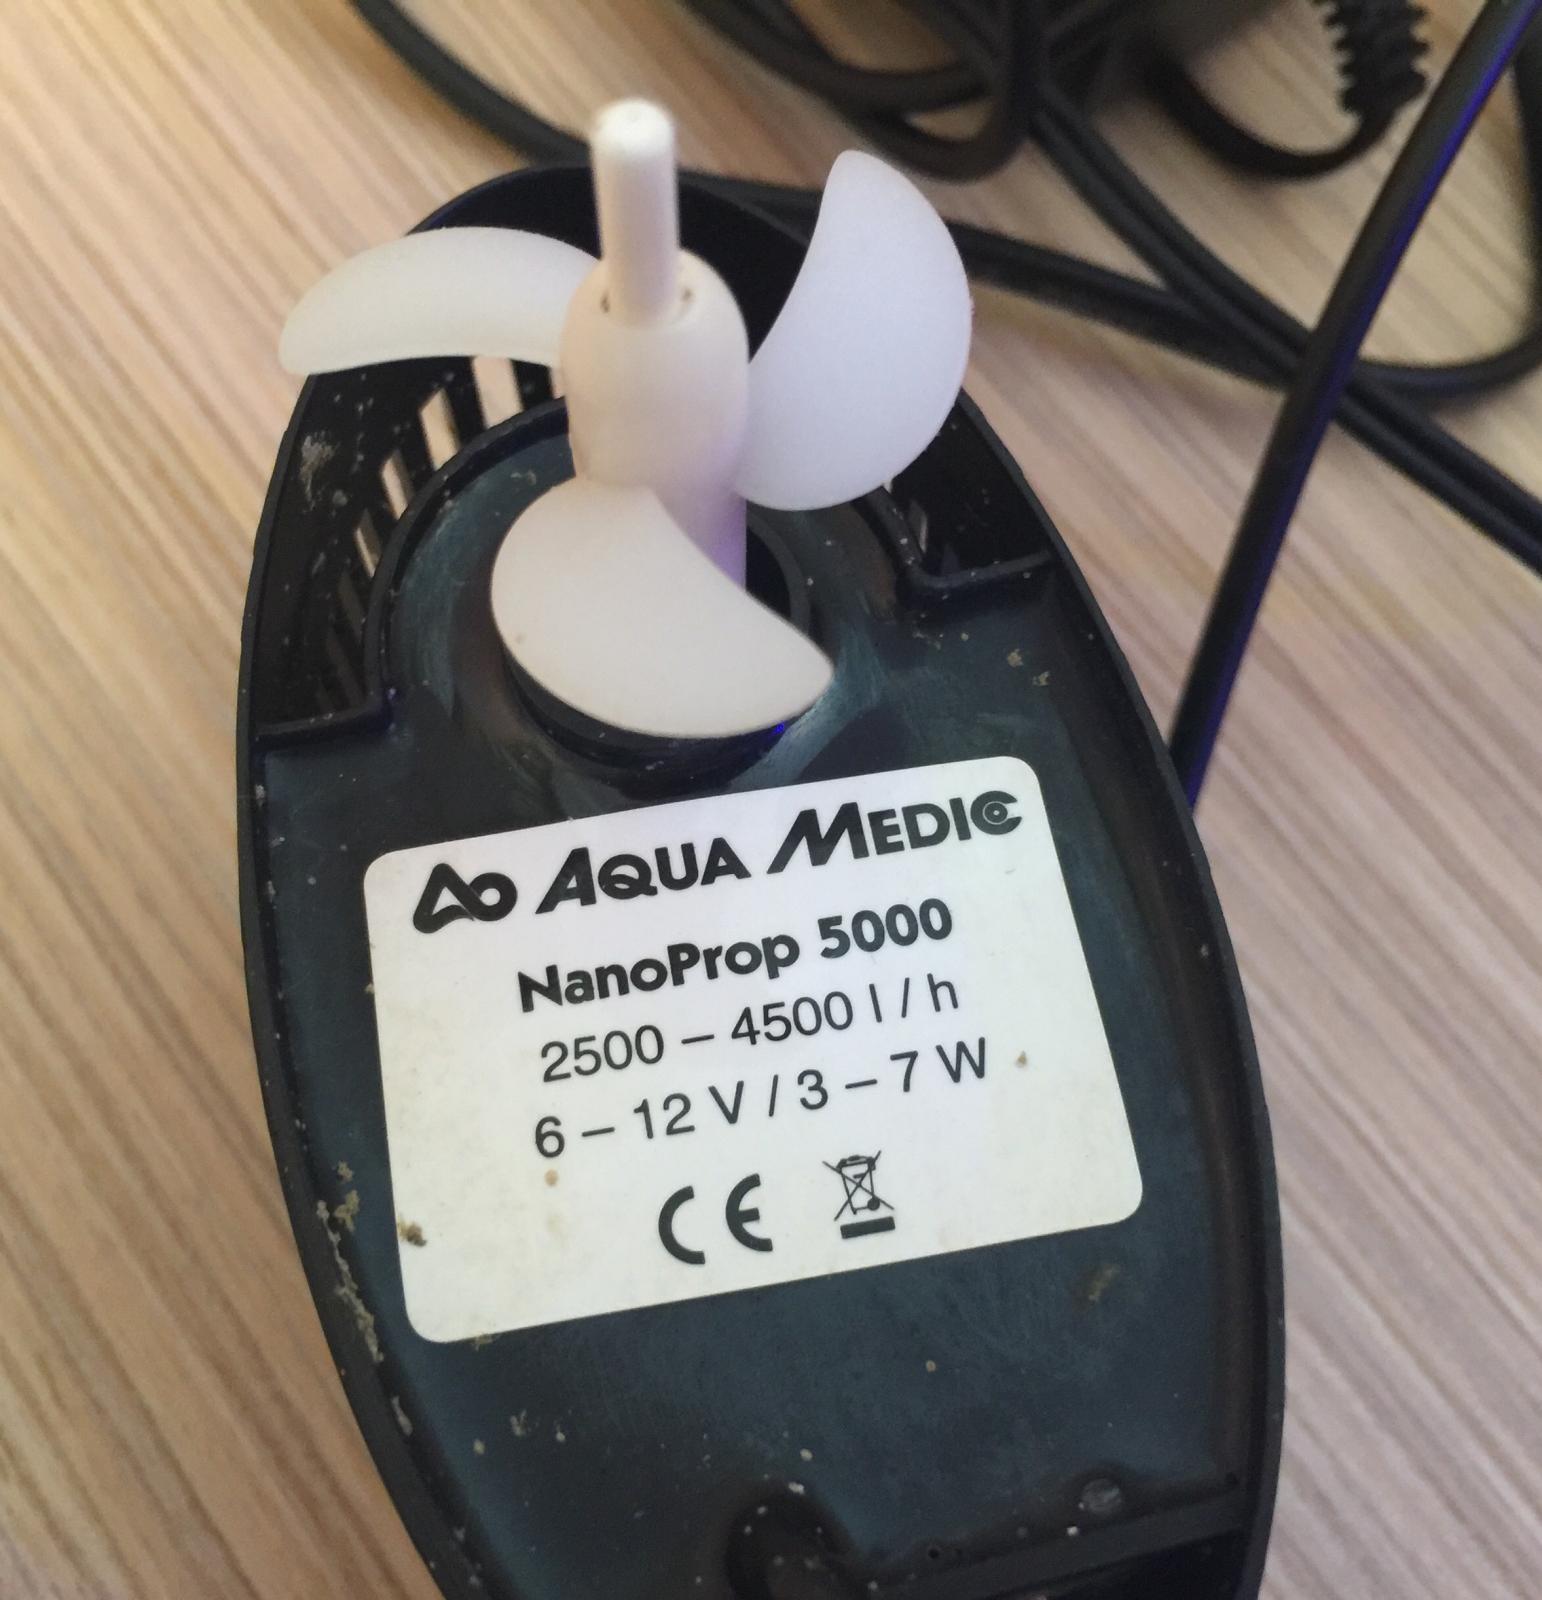 AQUA MEDIC
NanoProp 5000
2500 – 4500 l / h
6 – 12 V / 3 – 7 W
CE